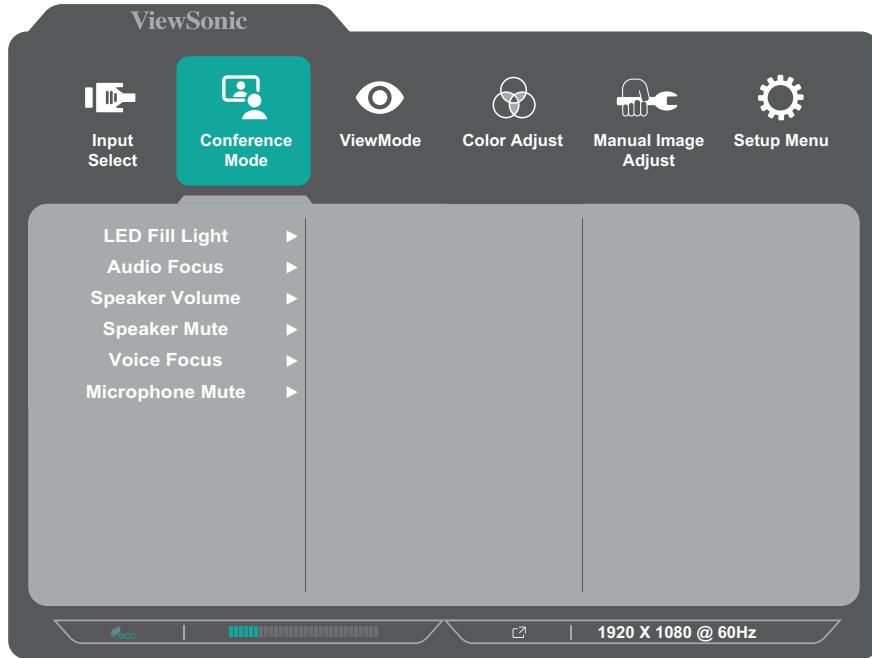 ViewSonic
Input Select
Conference Mode
ViewMode
Color Adjust
Manual Image Adjust
Setup Menu
LED Fill Light
Audio Focus
Speaker Volume
Speaker Mute
Voice Focus
Microphone Mute
eco
1920 X 1080 @ 60Hz